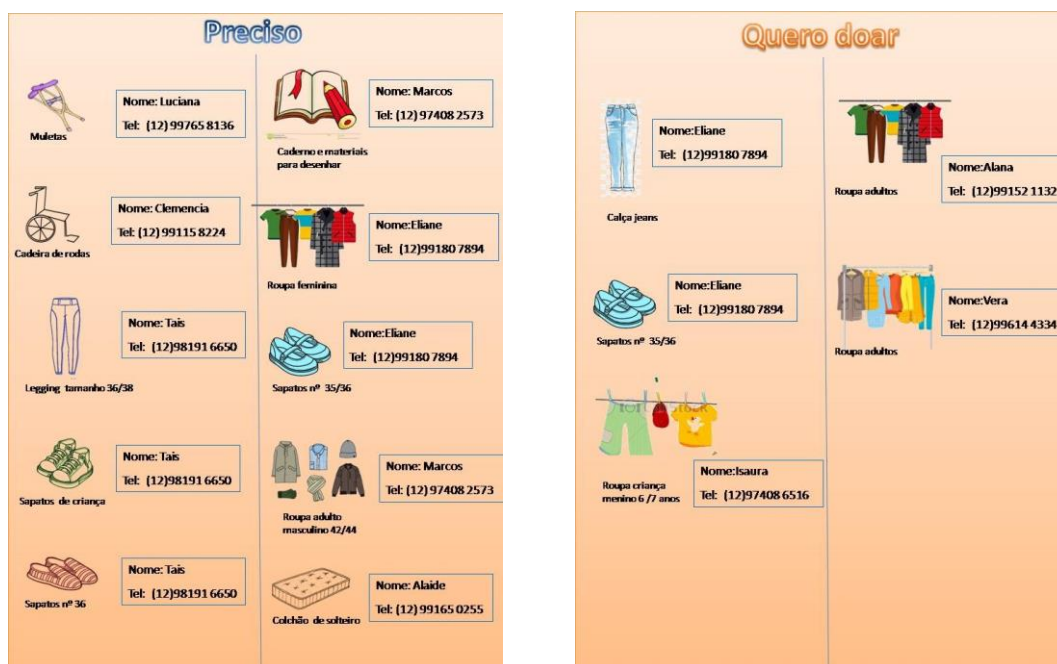 Preciso
Muletas
Nome: Luciana
Tel: (12) 99765 8136
Cadeira de rodas
Nome: Clemencia
Tel: (12) 99115 8224
Legging tamanho 36/38
Nome: Tais
Tel: (12)98191 6650
Sapatos de criança
Nome: Tais
Tel: (12)98191 6650
Sapatos nº 36
Nome: Tais
Tel: (12)98191 6650
Caderno e materiais
para desenhar
Nome: Marcos
Tel: (12) 97408 2573
Roupa feminina
Nome:Eliane
Tel: (12)99180 7894
Sapatos nº 35/36
Nome:Eliane
Tel: (12)99180 7894
Roupa adulto
masculino 42/44
Nome: Marcos
Tel: (12) 97408 2573
Colchão de solteiro
Nome: Alaide
Tel: (12) 99165 0255
Quero doar
Calça jeans
Nome:Eliane
Tel: (12)99180 7894
Sapatos nº 35/36
Nome:Eliane
Tel: (12)99180 7894
Roupa criança
menino 6 /7 anos
Nome:Isaura
Tel: (12)97408 6516
Roupa adultos
Nome:Alana
Tel: (12)99152 1132
Roupa adultos
Nome:Vera
Tel: (12)99614 4334